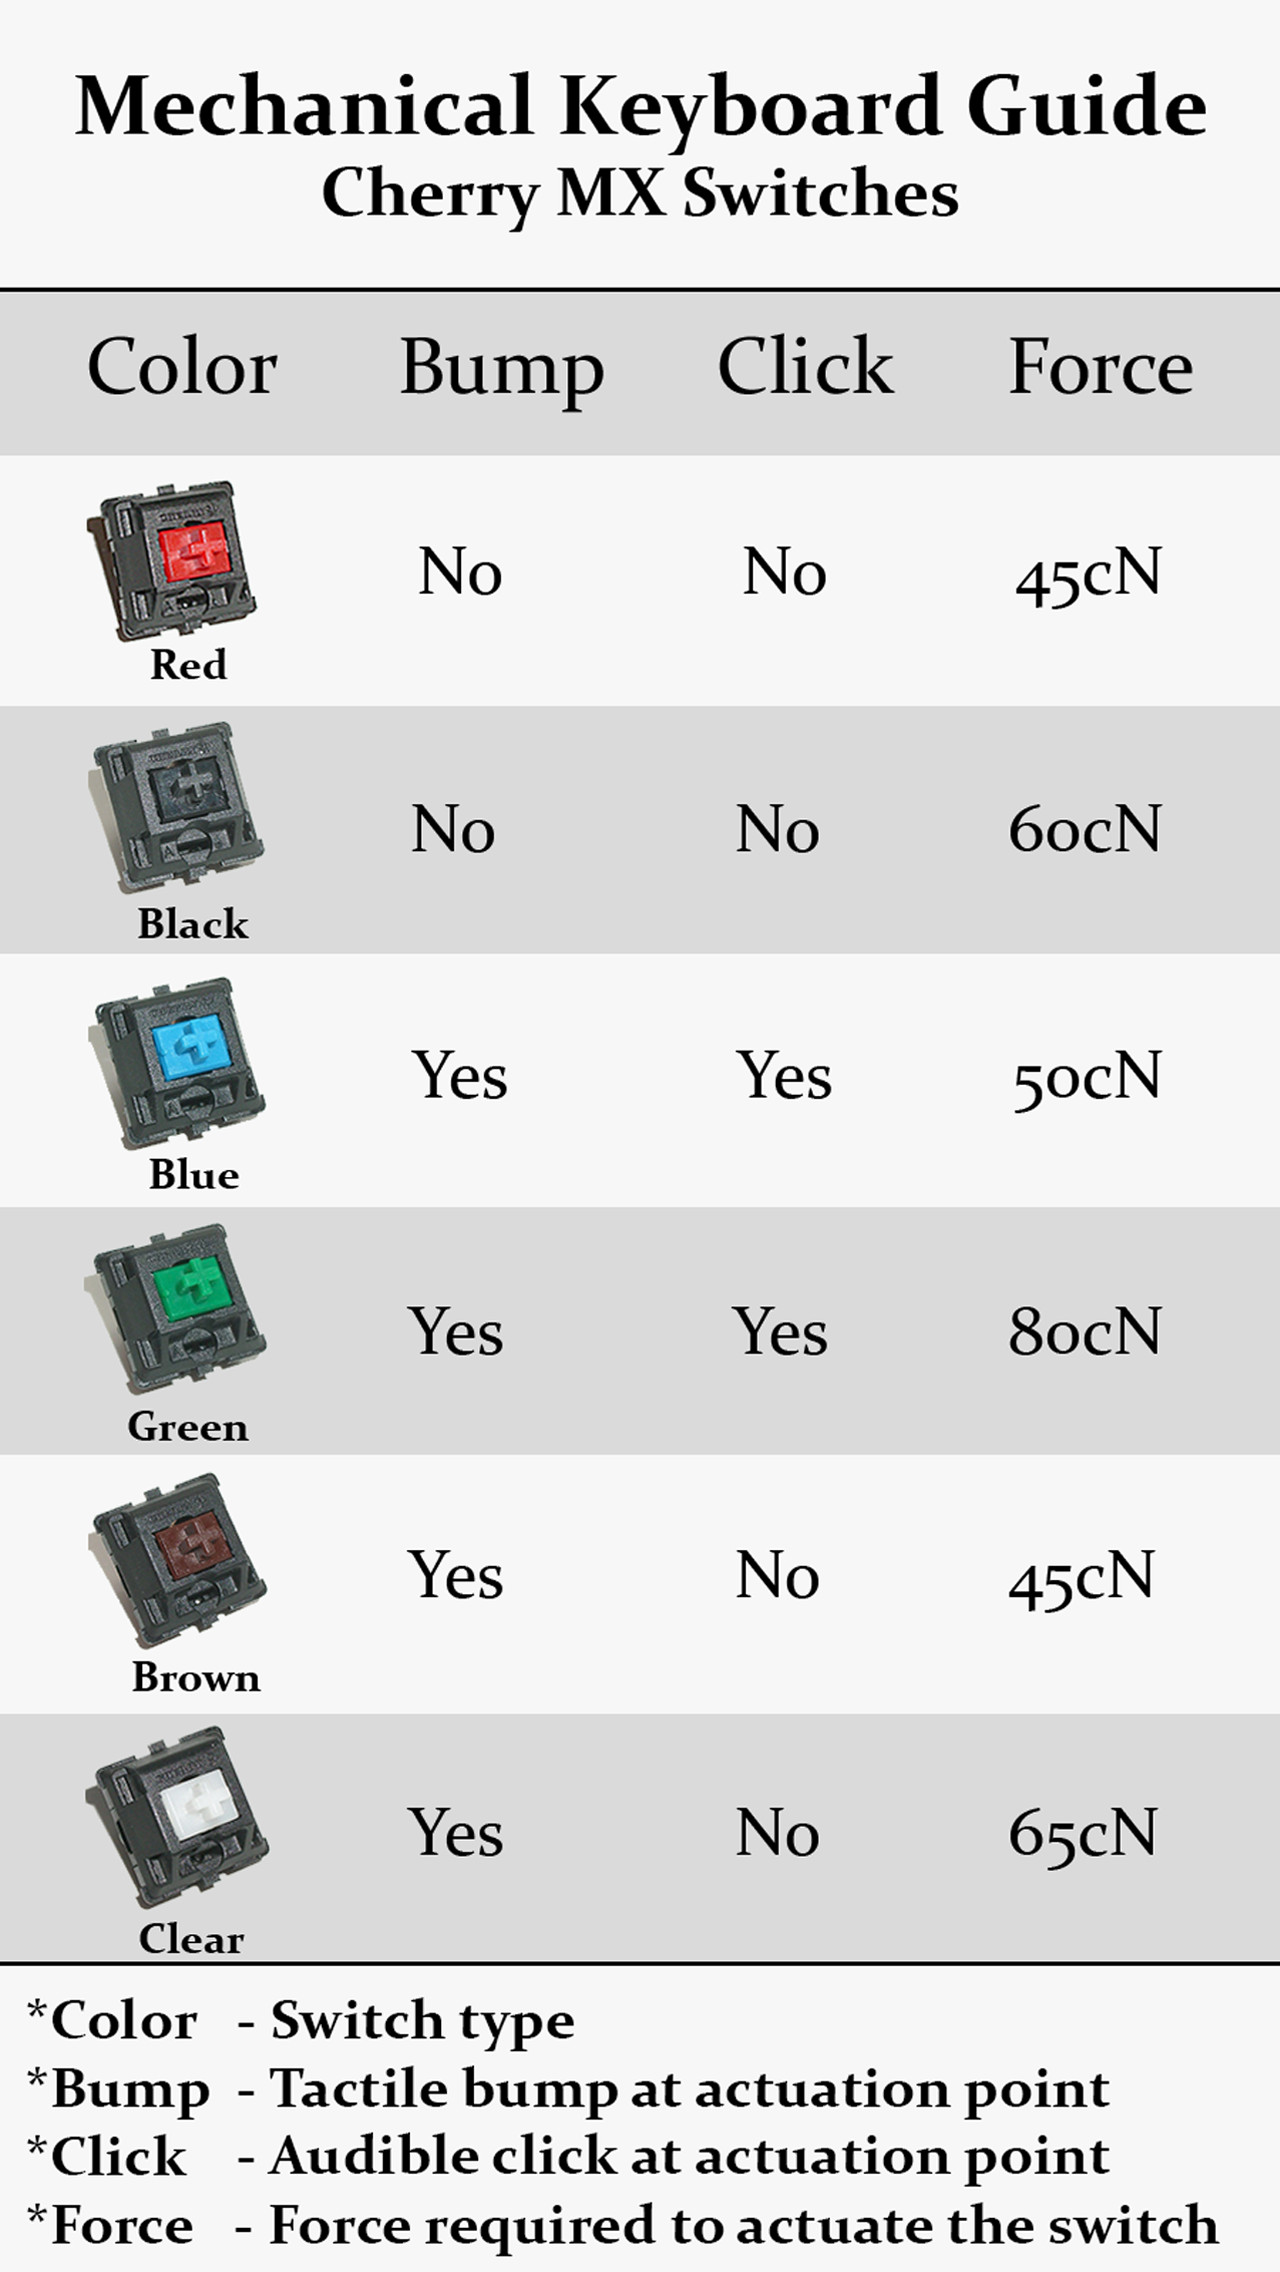 Mechanical Keyboard Guide
Cherry MX Switches
Color Bump Click Force
Red No No 45cN
Black No No 60cN
Blue Yes Yes 50cN
Green Yes Yes 80cN
Brown Yes No 45cN
Clear Yes No 65cN
*Color - Switch type
*Bump - Tactile bump at actuation point
*Click - Audible click at actuation point
*Force - Force required to actuate the switch